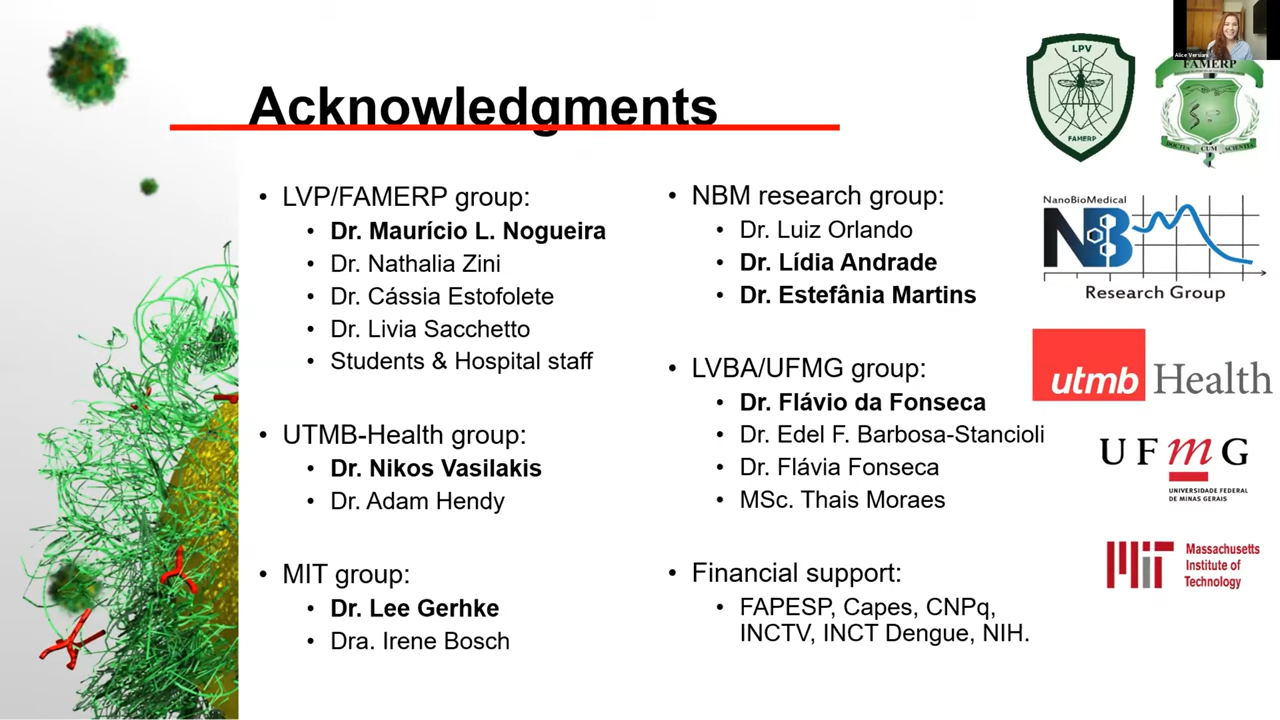 Acknowledgments
LVP/FAMERP group:
Dr. Maurício L. Nogueira
Dr. Nathalia Zini
Dr. Cássia Estofolete
Dr. Livia Sacchetto
Students & Hospital staff
UTMB-Health group:
Dr. Nikos Vasilakis
Dr. Adam Hendy
MIT group:
Dr. Lee Gerhke
Dra. Irene Bosch
NBM research group:
Dr. Luiz Orlando
Dr. Lídia Andrade
Dr. Estefânia Martins
LVBA/UFMG group:
Dr. Flávio da Fonseca
Dr. Edel F. Barbosa-Stancioli
Dr. Flávia Fonseca
MSc. Thais Moraes
Financial support:
FAPESP, Capes, CNPq,
INCTV, INCT Dengue, NIH.
LPV
FAMERP
Alice Versiani
FAMERP
DOCTUS CUM SCIENTIA
NanoBioMedical
NB
Research Group
utmb Health
UFmG
UNIVERSIDADE FEDERAL
DE MINAS GERAIS
Massachusetts
Institute of
Technology